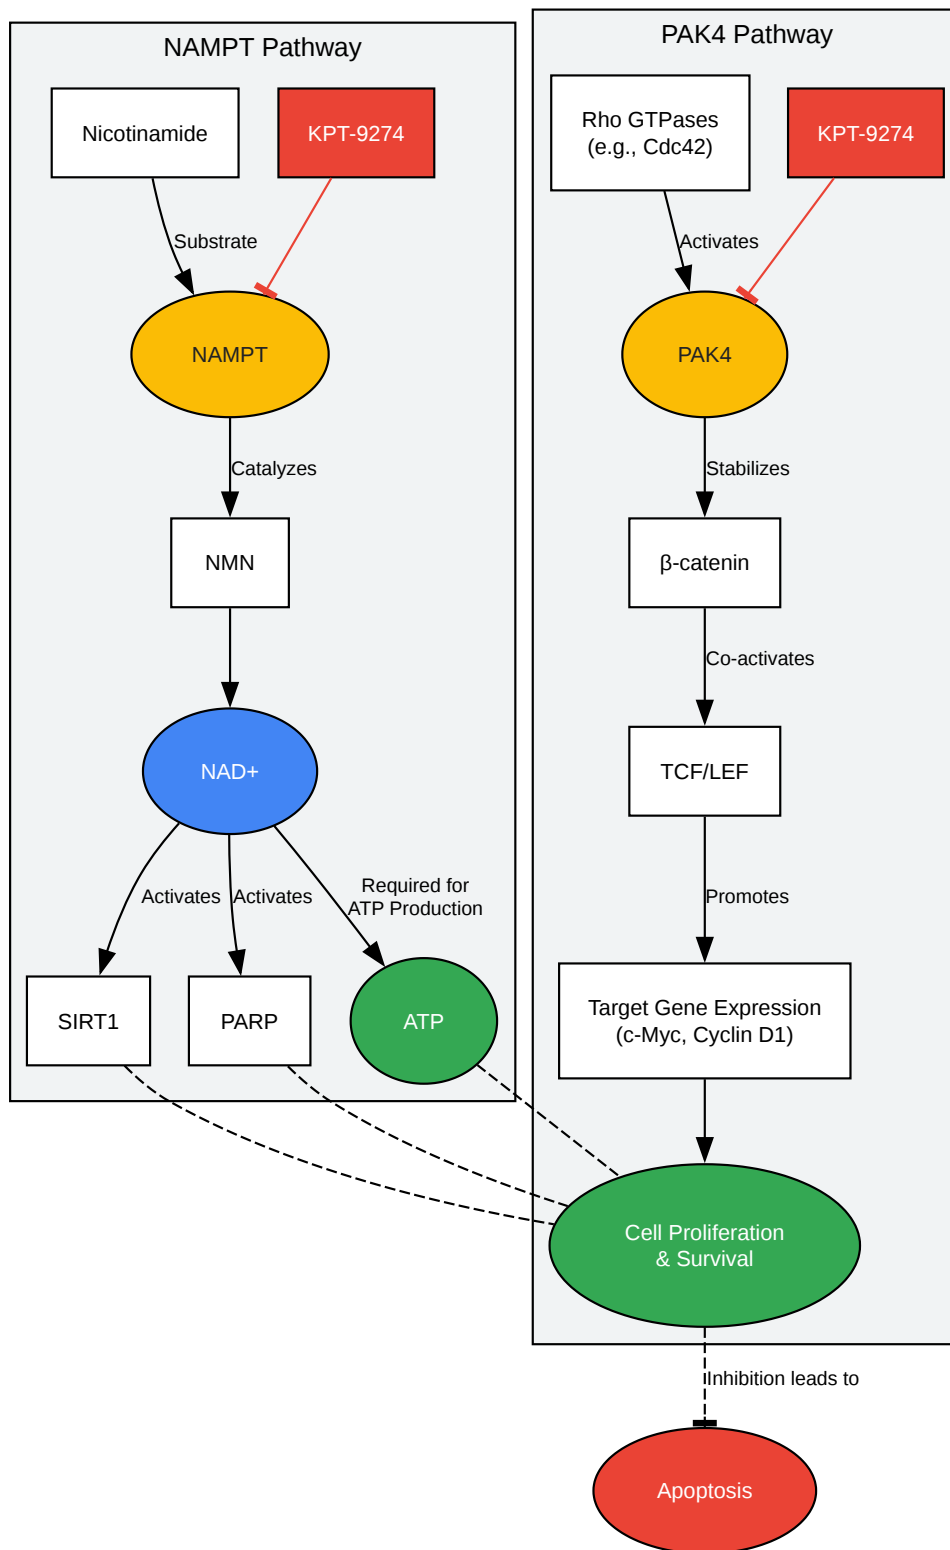 NAMPT Pathway
Nicotinamide
KPT-9274
Substrate
NAMPT
Catalyzes
NMN
NAD+
Activates
Activates
Required for
ATP Production
SIRT1
PARP
ATP
PAK4 Pathway
Rho GTPases
(e.g., Cdc42)
KPT-9274
Activates
PAK4
Stabilizes
β-catenin
Co-activates
TCF/LEF
Promotes
Target Gene Expression
(c-Myc, Cyclin D1)
Cell Proliferation
& Survival
Inhibition leads to
Apoptosis